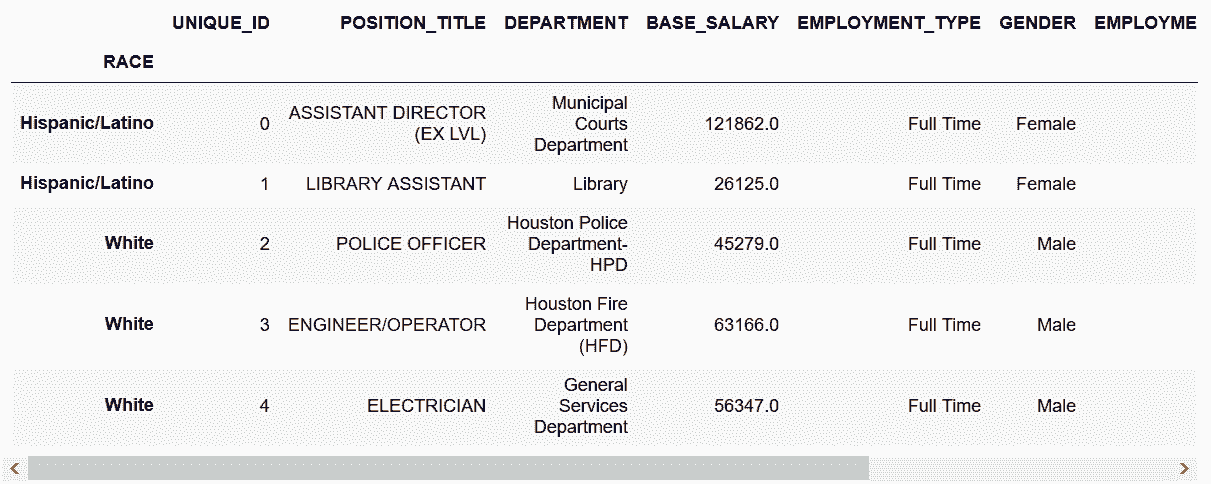 UNIQUE_ID POSITION_TITLE DEPARTMENT BASE_SALARY EMPLOYMENT_TYPE GENDER EMPLOYME
RACE
Hispanic/Latino 0 ASSISTANT DIRECTOR (EX LVL) Municipal Courts Department 121862.0 Full Time Female
Hispanic/Latino 1 LIBRARY ASSISTANT Library 26125.0 Full Time Female
White 2 POLICE OFFICER Houston Police Department-HPD 45279.0 Full Time Male
White 3 ENGINEER/OPERATOR Houston Fire Department (HFD) 63166.0 Full Time Male
White 4 ELECTRICIAN General Services Department 56347.0 Full Time Male